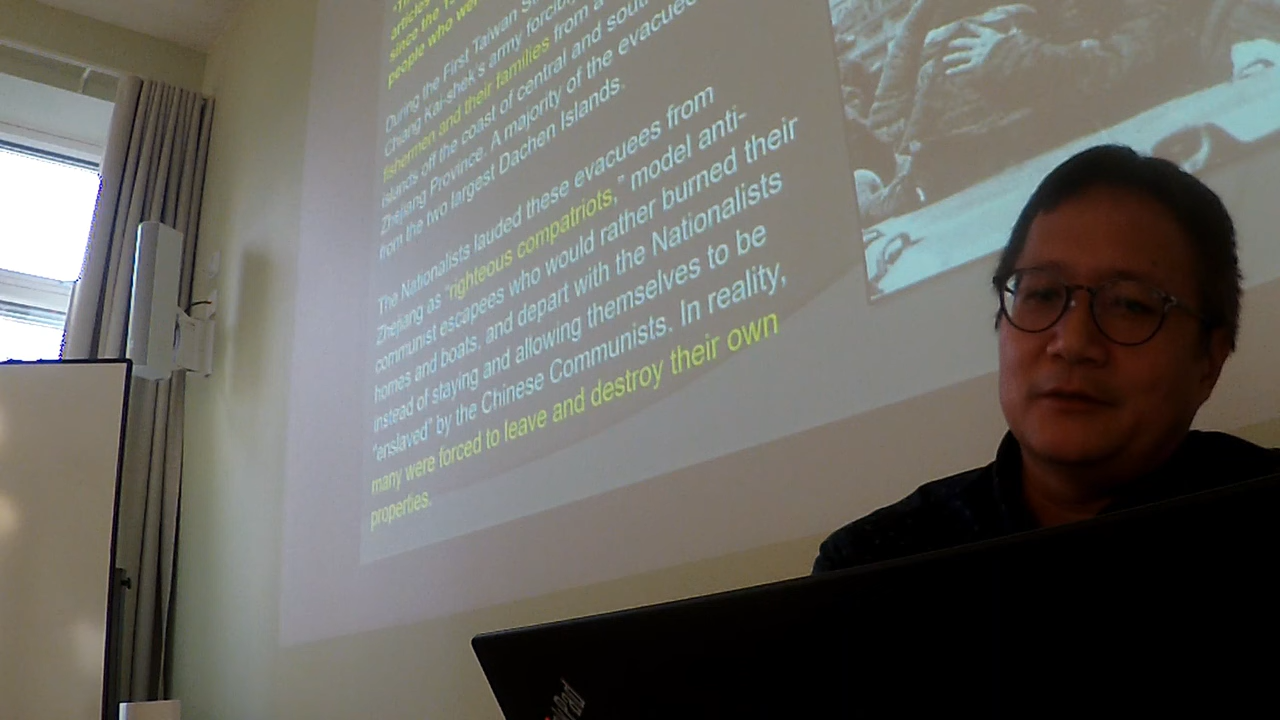 articles
since the
people who wer
During the First Taiwan
Chiang Kai-shek's army forcib
fishermen and their families from a
islands off the coast of central and sout
Zhejiang Province. A majority of the evacuee
from the two largest Dachen Islands.
The Nationalists lauded these evacuees from
Zhejiang as "righteous compatriots," model anti-
communist escapees who would rather burned their
homes and boats, and depart with the Nationalists
instead of staying and allowing themselves to be
"enslaved" by the Chinese Communists. In reality,
many were forced to leave and destroy their own
properties.